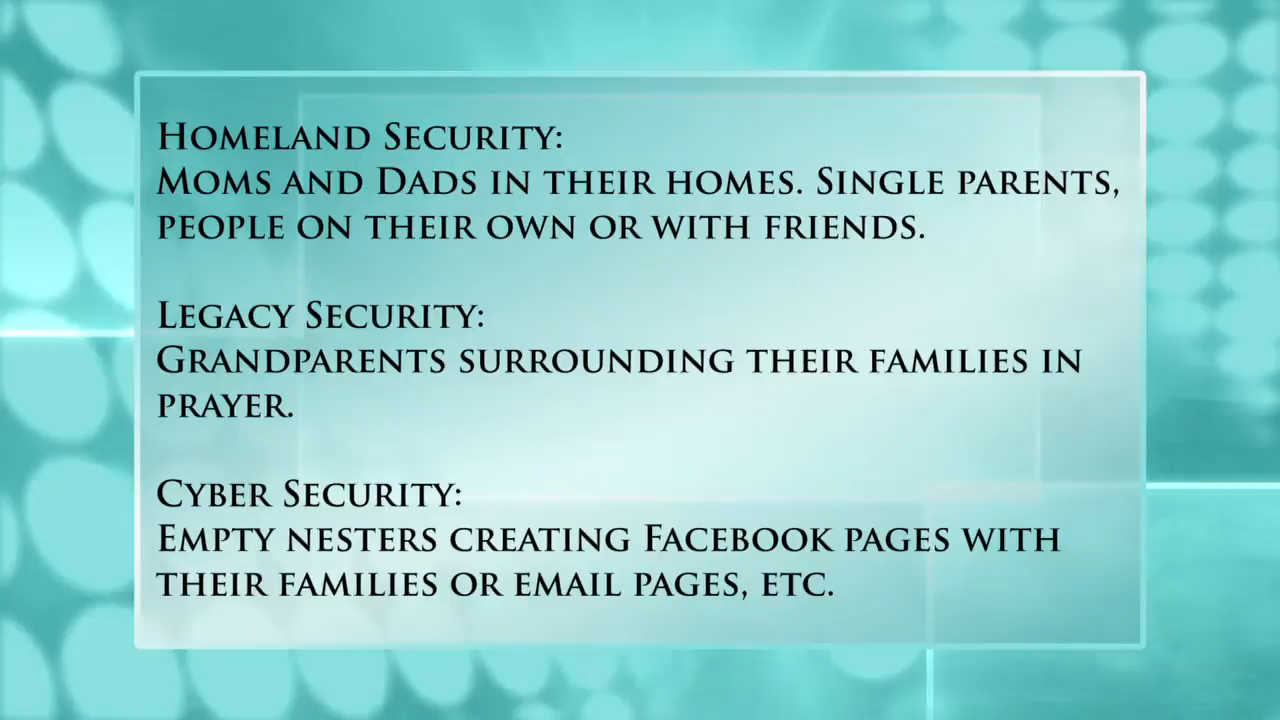 Homeland Security:
Moms and Dads in their homes. Single parents,
people on their own or with friends.
Legacy Security:
Grandparents surrounding their families in
prayer.
Cyber Security:
Empty nesters creating Facebook pages with
their families or email pages, etc.